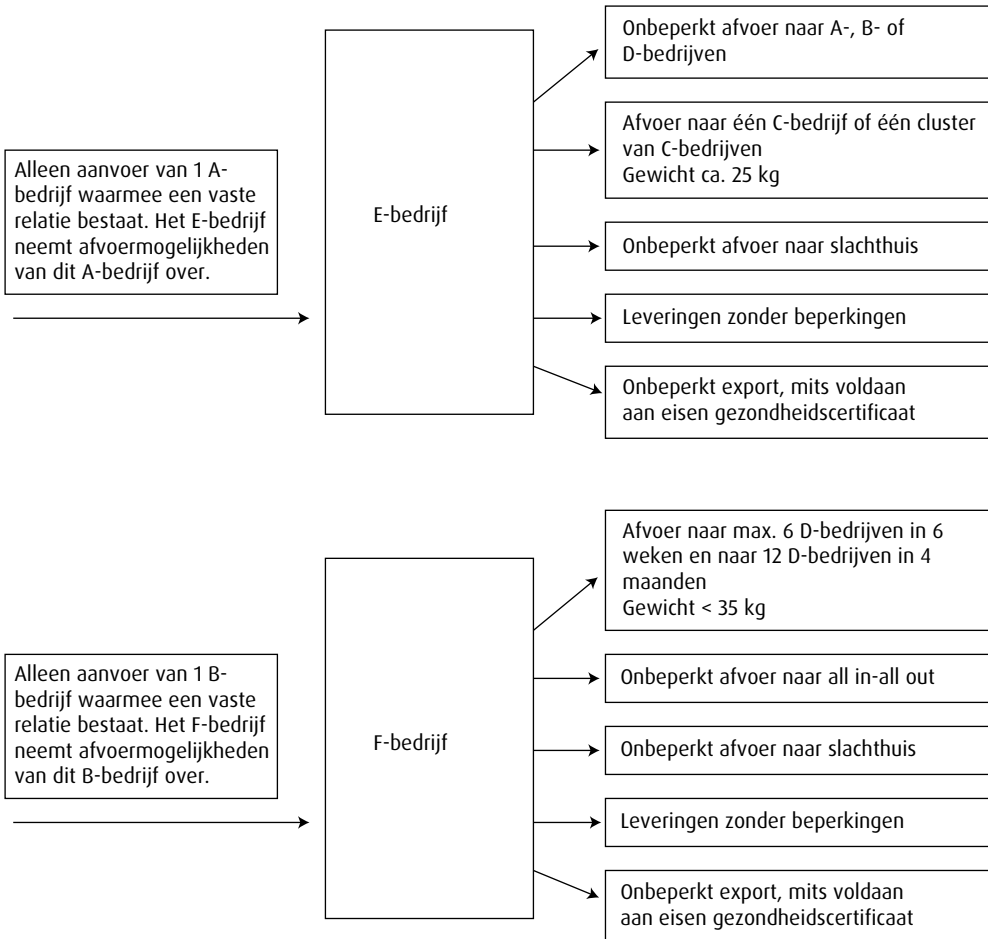 Onbeperkt afvoer naar A-, B- of
D-bedrijven
Afvoer naar één C-bedrijf of één cluster
van C-bedrijven
Gewicht ca. 25 kg
Alleen aanvoer van 1 A-
bedrijf waarmee een vaste
relatie bestaat. Het E-bedrijf
neemt afvoermogelijkheden
van dit A-bedrijf over.
E-bedrijf
Onbeperkt afvoer naar slachthuis
Leveringen zonder beperkingen
Onbeperkt export, mits voldaan
aan eisen gezondheidscertificaat
Afvoer naar max. 6 D-bedrijven in 6
weken en naar 12 D-bedrijven in 4
maanden
Gewicht < 35 kg
Alleen aanvoer van 1 B-
bedrijf waarmee een vaste
relatie bestaat. Het F-bedrijf
neemt afvoermogelijkheden
van dit B-bedrijf over.
F-bedrijf
Onbeperkt afvoer naar all in-all out
Onbeperkt afvoer naar slachthuis
Leveringen zonder beperkingen
Onbeperkt export, mits voldaan
aan eisen gezondheidscertificaat